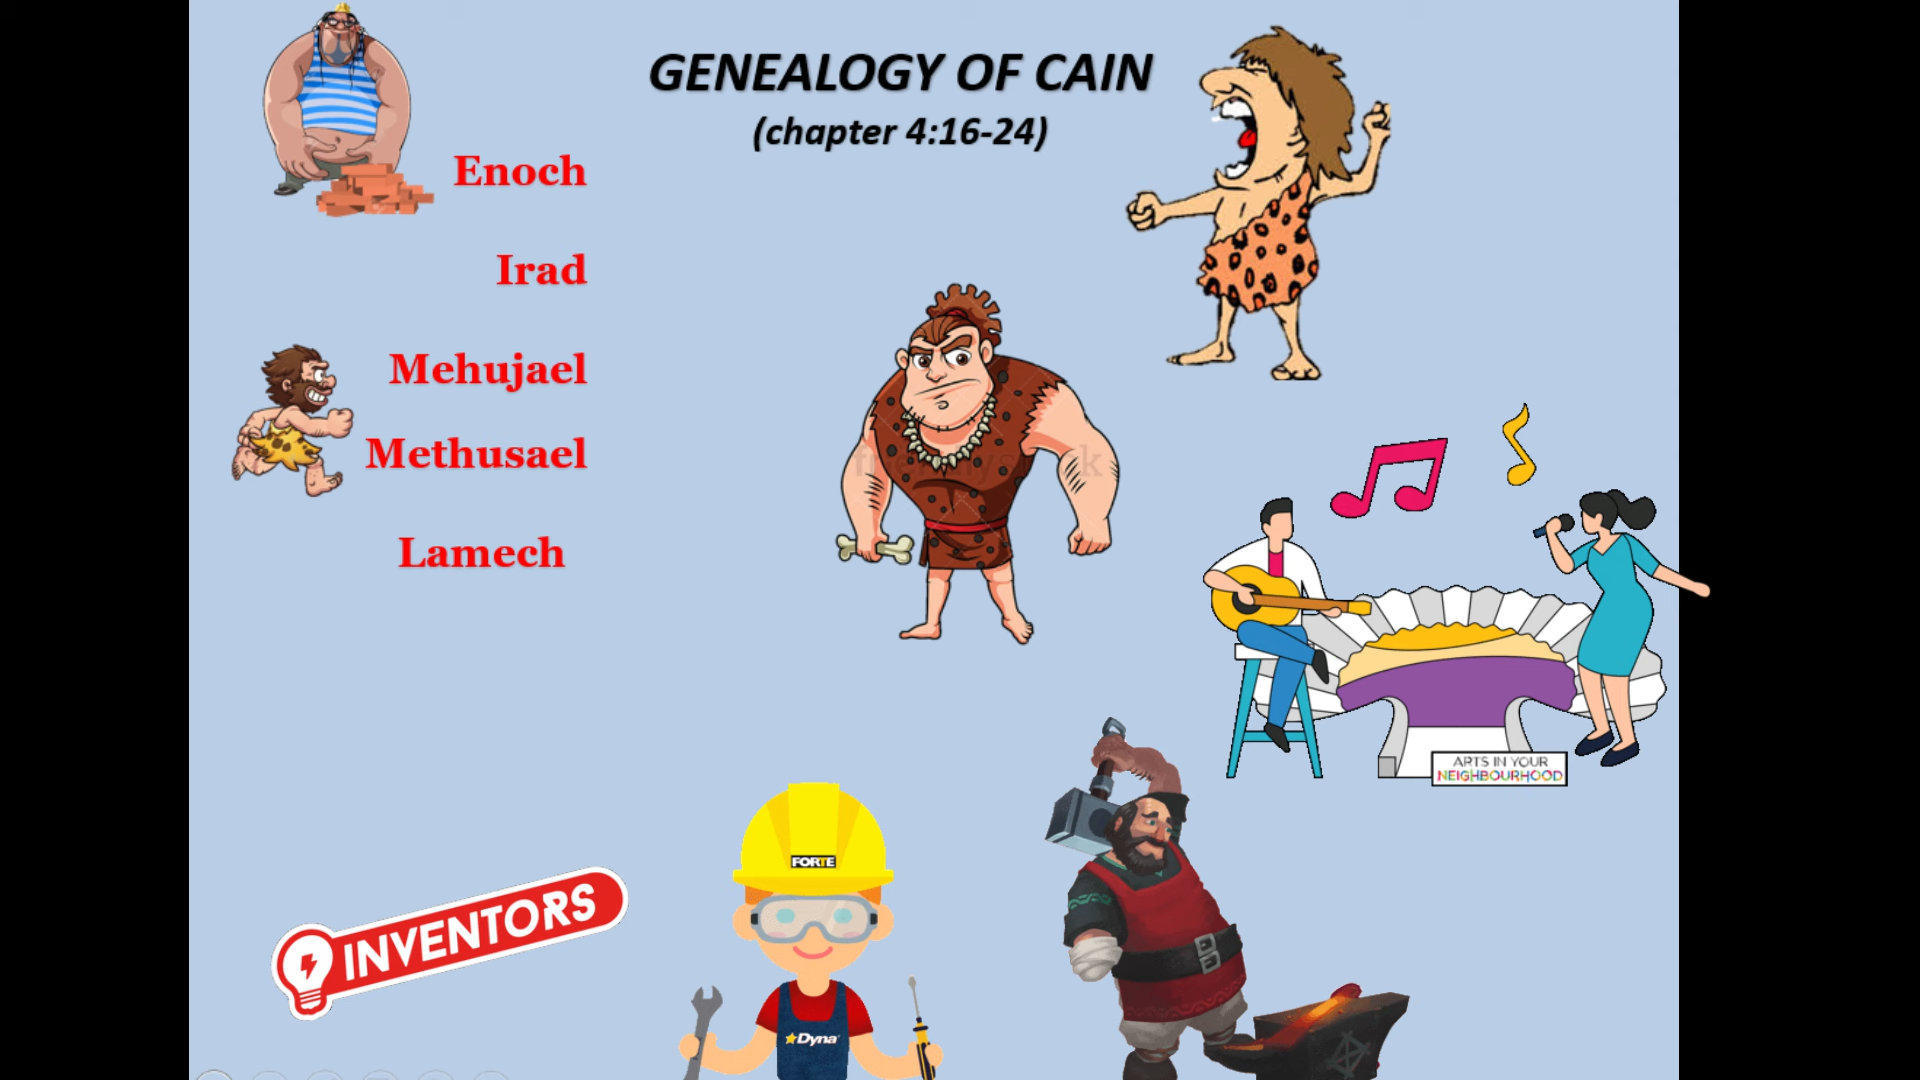 GENEALOGY OF CAIN
(chapter 4:16-24)
Enoch
Irad
Mehujael
Methusael
Lamech
ARTS IN YOUR
NEIGHBOURHOOD
FORTE
INVENTORS
Dyna